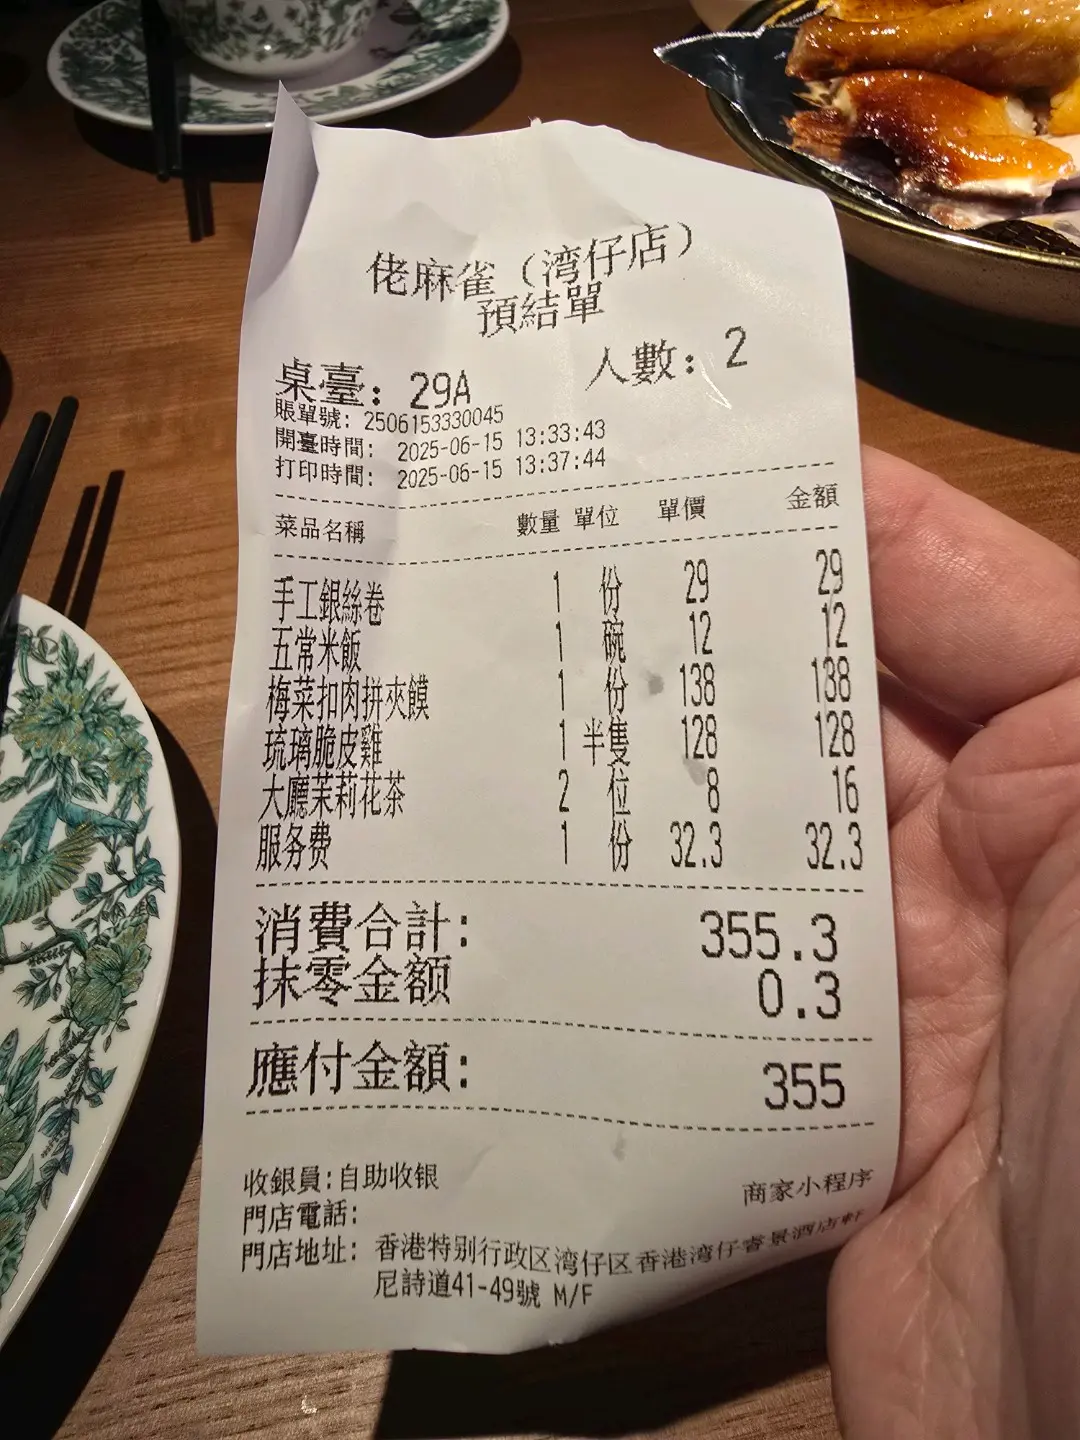 佬麻雀（湾仔店）
預结單
桌臺: 29A 人數: 2
賬單號: 2506153330045
開臺時間: 2025-06-15 13:33:43
打印時間: 2025-06-15 13:37:44
菜品名稱 數量 單位 單價 金額
手工銀絲卷 1 份 29 29
五常米飯 1 碗 12 12
梅菜扣肉拼夾饃 1 份 138 138
琉璃脆皮雞 1 半隻 128 128
大廳茉莉花茶 2 位 8 16
服务费 1 份 32.3 32.3
消費合計: 355.3
抹零金额 0.3
應付金額: 355
收銀員:自助收银 商家小程序
門店電話:
門店地址: 香港特别行政区湾仔区香港湾仔睿景酒店軒
尼詩道41-49號 M/F